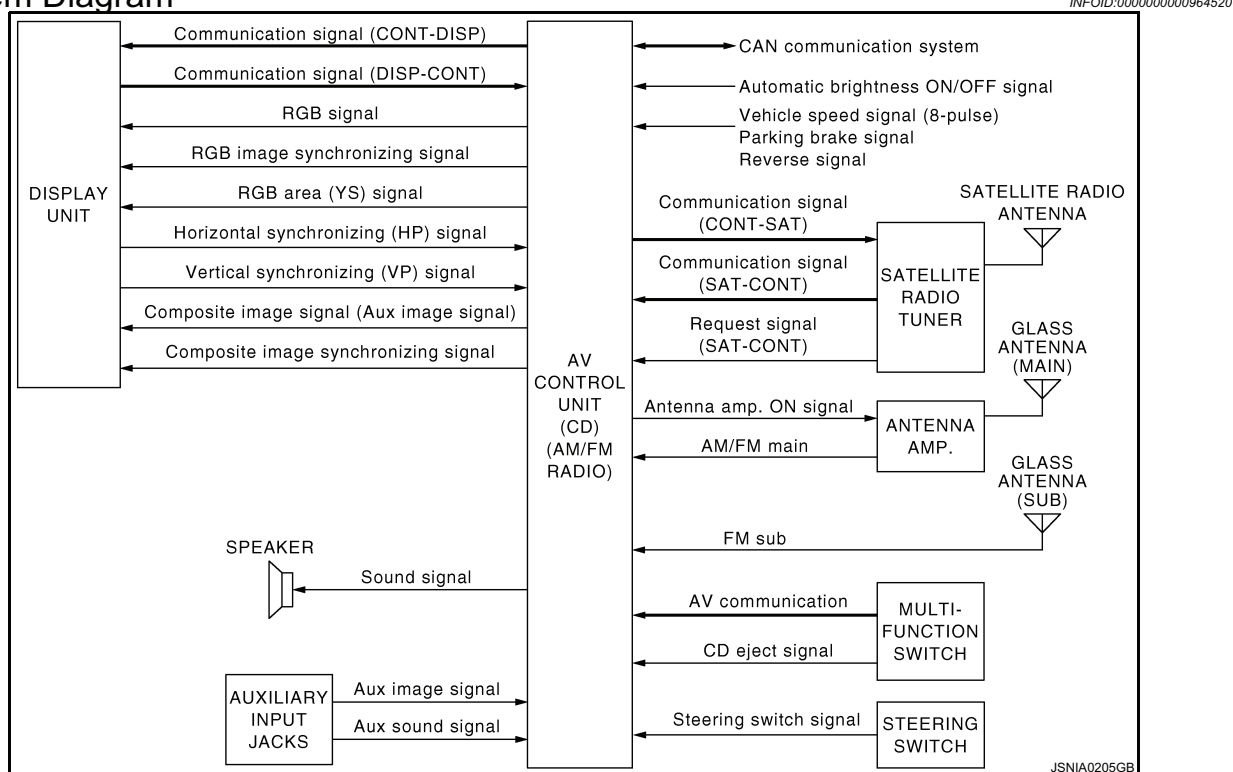 em Diagram
INFOID:0000000000964520
Communication signal (CONT-DISP)
Communication signal (DISP-CONT)
RGB signal
RGB image synchronizing signal
RGB area (YS) signal
Horizontal synchronizing (HP) signal
Vertical synchronizing (VP) signal
Composite image signal (Aux image signal)
Composite image synchronizing signal
DISPLAY
UNIT
SPEAKER
Sound signal
AUXILIARY
INPUT
JACKS
Aux image signal
Aux sound signal
AV
CONTROL
UNIT
(CD)
(AM/FM
RADIO)
CAN communication system
Automatic brightness ON/OFF signal
Vehicle speed signal (8-pulse)
Parking brake signal
Reverse signal
Communication signal
(CONT-SAT)
Communication signal
(SAT-CONT)
Request signal
(SAT-CONT)
SATELLITE
RADIO
TUNER
SATELLITE RADIO
ANTENNA
Antenna amp. ON signal
AM/FM main
ANTENNA
AMP.
GLASS
ANTENNA
(MAIN)
GLASS
ANTENNA
(SUB)
FM sub
AV communication
CD eject signal
MULTI-
FUNCTION
SWITCH
Steering switch signal
STEERING
SWITCH
JSNIA0205GB